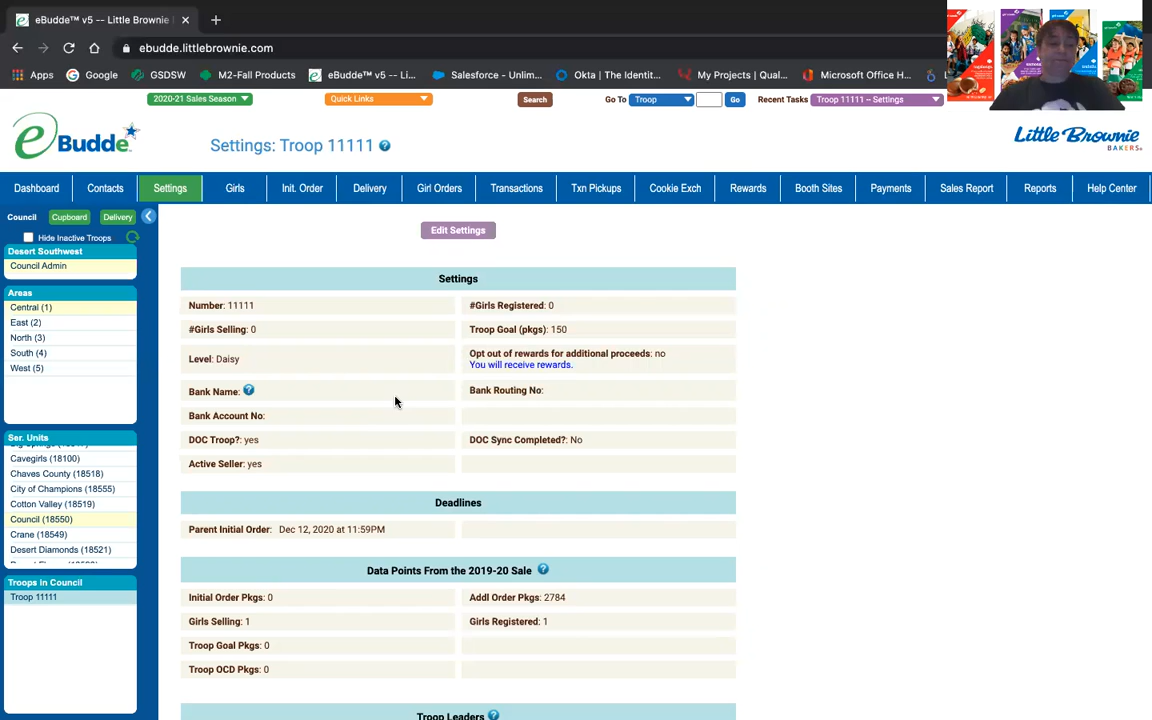 eBudde™ v5 -- Little Brownie
ebudde.littlebrownie.com
Apps Google GSDSW M2-Fall Products eBudde™ v5 -- Li... Salesforce - Unlim... Okta | The Identit... My Projects | Qual... Microsoft Office H...
2020-21 Sales Season Quick Links Search Go To Troop Go Recent Tasks Troop 11111 – Settings
eBudde™ Settings: Troop 11111
Little Brownie
BAKERS.
Dashboard Contacts Settings Girls Init. Order Delivery Girl Orders Transactions Txn Pickups Cookie Exch Rewards Booth Sites Payments Sales Report Reports Help Center
Council Cupboard Delivery
Hide Inactive Troops
Desert Southwest
Council Admin
Areas
Central (1)
East (2)
North (3)
South (4)
West (5)
Ser. Units
Cavegirls (18100)
Chaves County (18518)
City of Champions (18555)
Cotton Valley (18519)
Council (18550)
Crane (18549)
Desert Diamonds (18521)
Troops In Council
Troop 11111
Edit Settings
Settings
Number: 11111 #Girls Registered: 0
#Girls Selling: 0 Troop Goal (pkgs): 150
Level: Daisy Opt out of rewards for additional proceeds: no
You will receive rewards.
Bank Name: Bank Routing No:
Bank Account No:
DOC Troop?: yes DOC Sync Completed?: No
Active Seller: yes
Deadlines
Parent Initial Order: Dec 12, 2020 at 11:59PM
Data Points From the 2019-20 Sale
Initial Order Pkgs: 0 Addl Order Pkgs: 2784
Girls Selling: 1 Girls Registered: 1
Troop Goal Pkgs: 0
Troop OCD Pkgs: 0
Troop Leaders